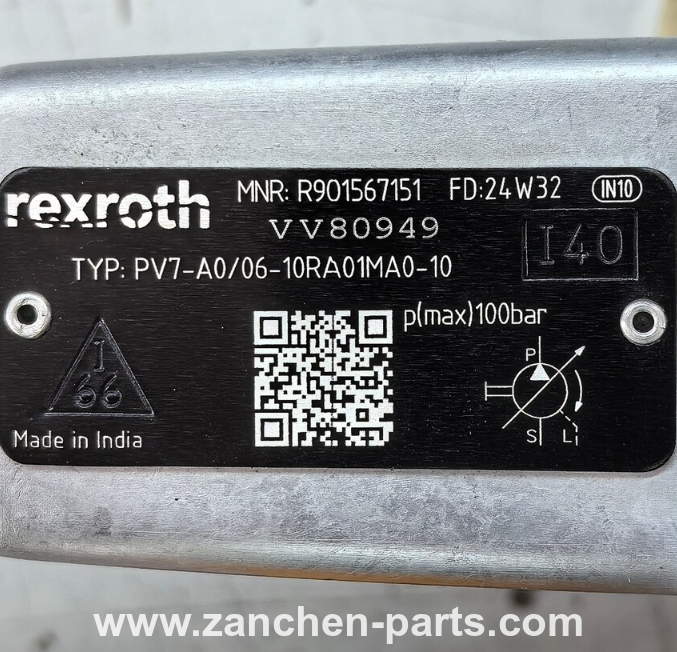 rexroth MNR: R901567151 FD:24W32 IN10
VV80949
I40
TYP: PV7-A0/06-10RA01MA0-10
p(max)100bar
I
66
P
S L
Made in India
www.zanchen-parts.com